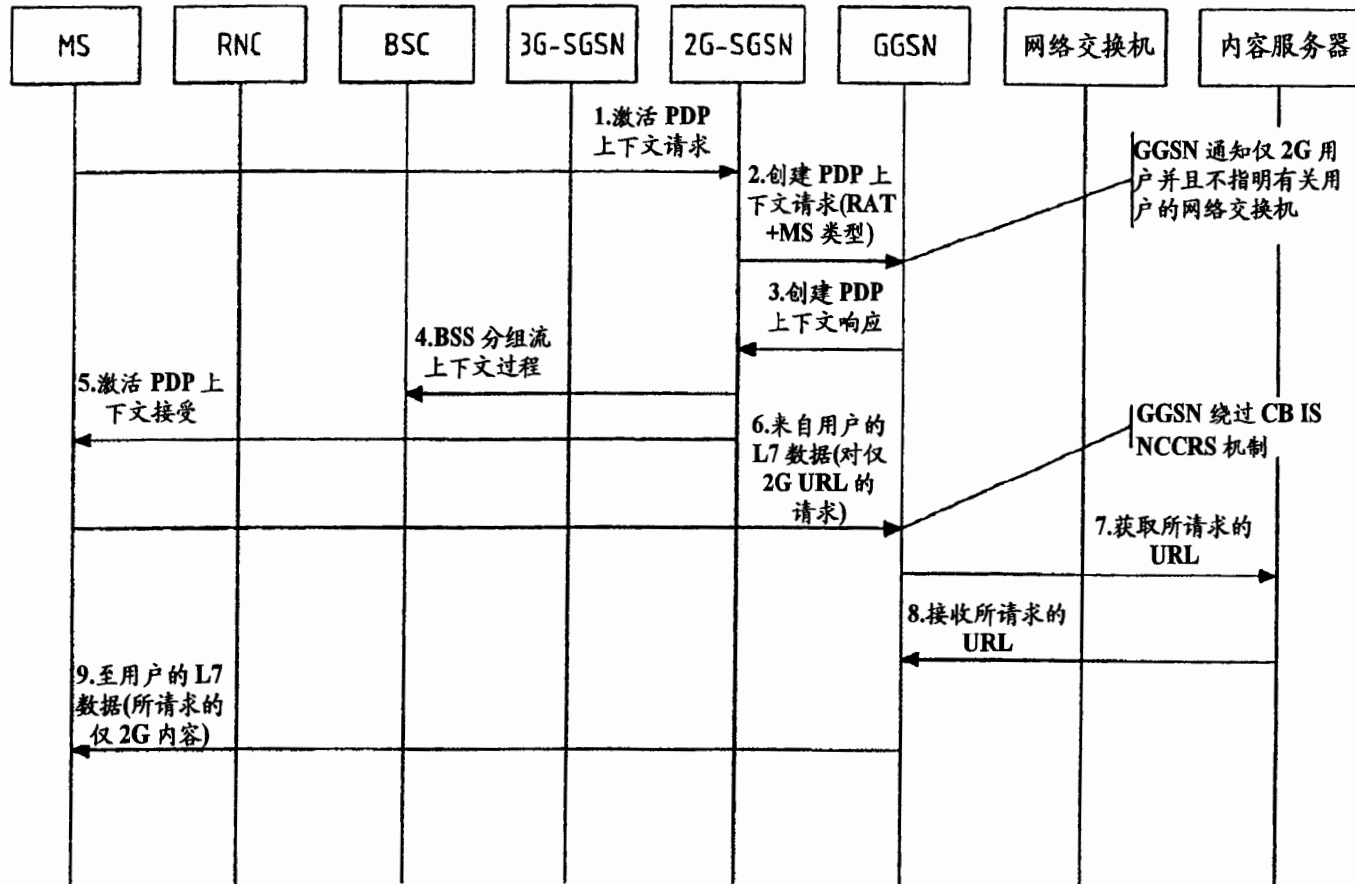 MS
RNC
BSC
3G-SGSN
2G-SGSN
GGSN
网络交换机
内容服务器
1.激活 PDP
上下文请求
2.创建 PDP 上
下文请求(RAT
+MS 类型)
GGSN 通知仅 2G 用
户并且不指明有关用
户的网络交换机
3.创建 PDP
上下文响应
4.BSS 分组流
上下文过程
5.激活 PDP 上
下文接受
6.来自用户的
L7 数据(对仅
2G URL 的
请求)
GGSN 绕过 CB IS
NCCRS 机制
7.获取所请求的
URL
8.接收所请求的
URL
9.至用户的 L7
数据(所请求的
仅 2G 内容)